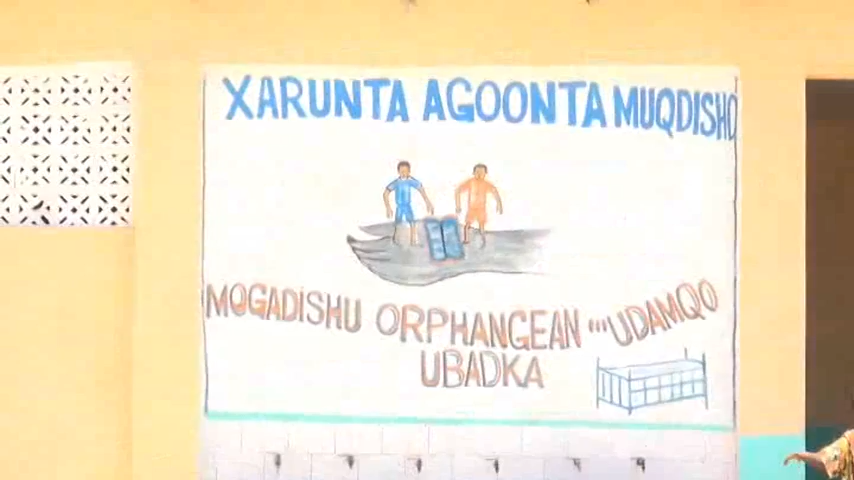 XARUNTA AGOONTA MUQDISHO
MOGADISHU ORPHANGEAN "'UDAMQO
UBADKA